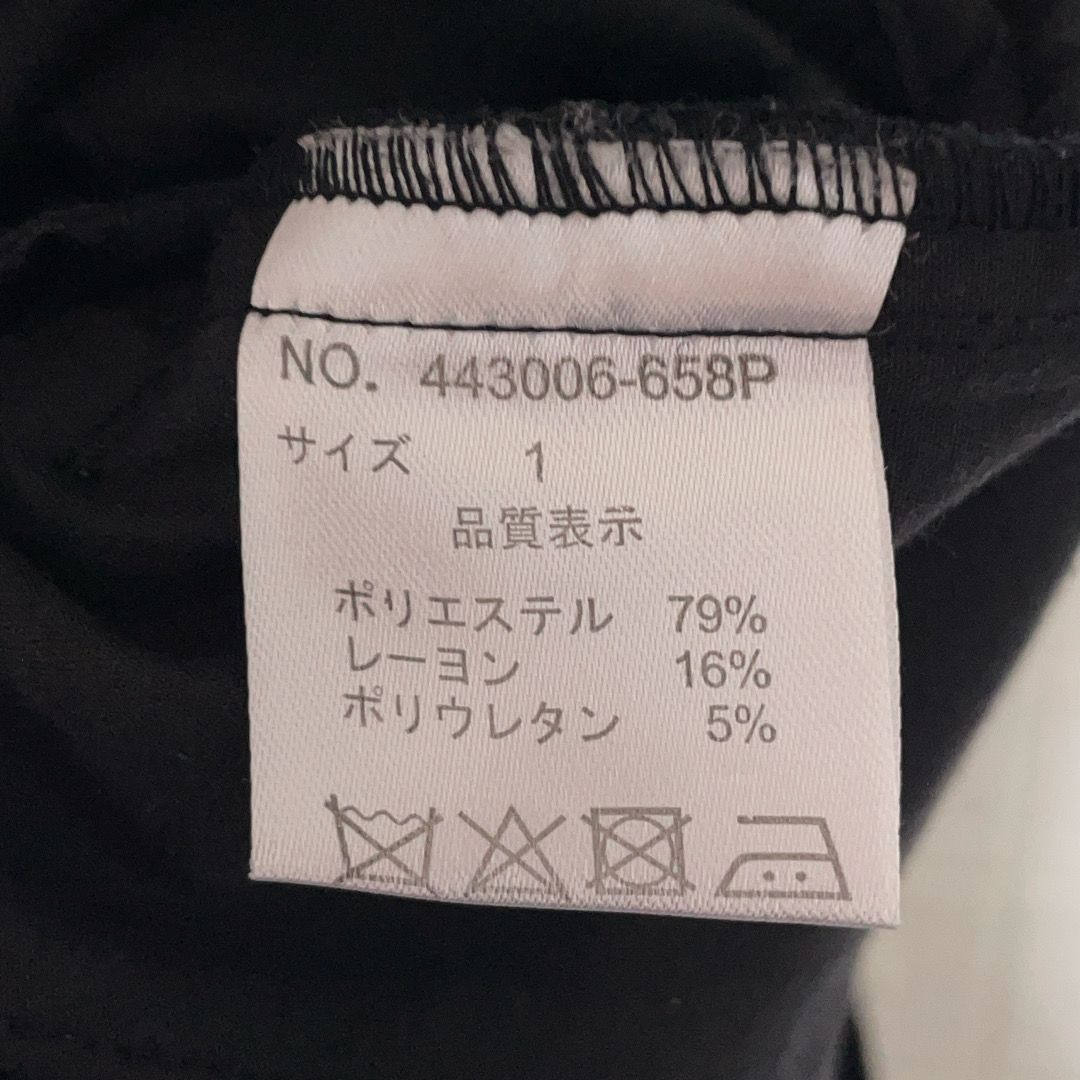 NO. 443006-658P
サイズ 1
品質表示
ポリエステル 79%
レーヨン 16%
ポリウレタン 5%